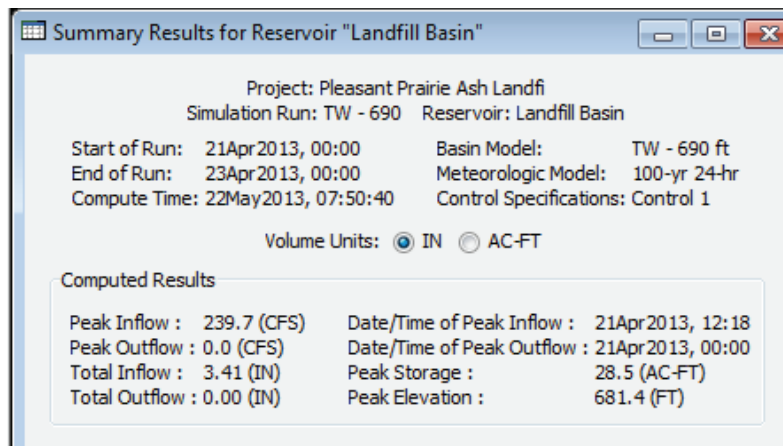 Summary Results for Reservoir "Landfill Basin"
Project: Pleasant Prairie Ash Landfi
Simulation Run: TW - 690 Reservoir: Landfill Basin
Start of Run: 21Apr2013, 00:00 Basin Model: TW - 690 ft
End of Run: 23Apr2013, 00:00 Meteorologic Model: 100-yr 24-hr
Compute Time: 22May2013, 07:50:40 Control Specifications: Control 1
Volume Units: IN AC-FT
Computed Results
Peak Inflow : 239.7 (CFS) Date/Time of Peak Inflow : 21Apr2013, 12:18
Peak Outflow : 0.0 (CFS) Date/Time of Peak Outflow : 21Apr2013, 00:00
Total Inflow : 3.41 (IN) Peak Storage : 28.5 (AC-FT)
Total Outflow : 0.00 (IN) Peak Elevation : 681.4 (FT)